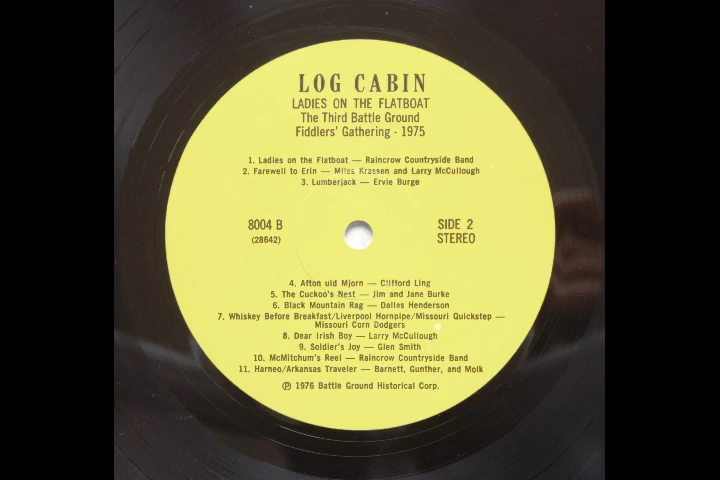 LOG CABIN
LADIES ON THE FLATBOAT
The Third Battle Ground
Fiddlers' Gathering - 1975
1. Ladies on the Flatboat — Raincrow Countryside Band
2. Farewell to Erin — Miles Krassen and Larry McCullough
3. Lumberjack — Ervie Burge
8004 B
(28642)
SIDE 2
STEREO
4. Afton uid Mjorn — Clifford Ling
5. The Cuckoo's Nest — Jim and Jane Burke
6. Black Mountain Rag — Dallas Henderson
7. Whiskey Before Breakfast/Liverpool Hornpipe/Missouri Quickstep —
Missouri Corn Dodgers
8. Dear Irish Boy — Larry McCullough
9. Soldier's Joy — Glen Smith
10. McMitchum's Reel — Raincrow Countryside Band
11. Harneo/Arkansas Traveler — Barnett, Gunther, and Molk
℗ 1976 Battle Ground Historical Corp.